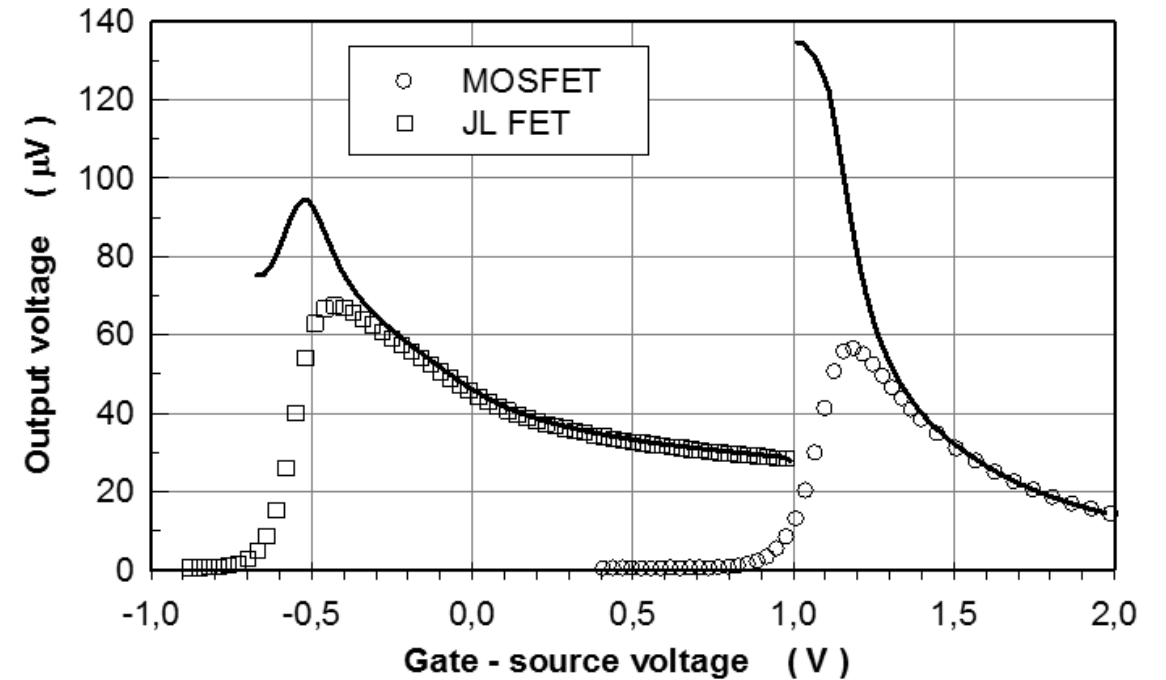 140
120
100
80
60
40
20
0
Output voltage ( μV )
MOSFET
JL FET
-1,0 -0,5 0,0 0,5 1,0 1,5 2,0
Gate - source voltage ( V )